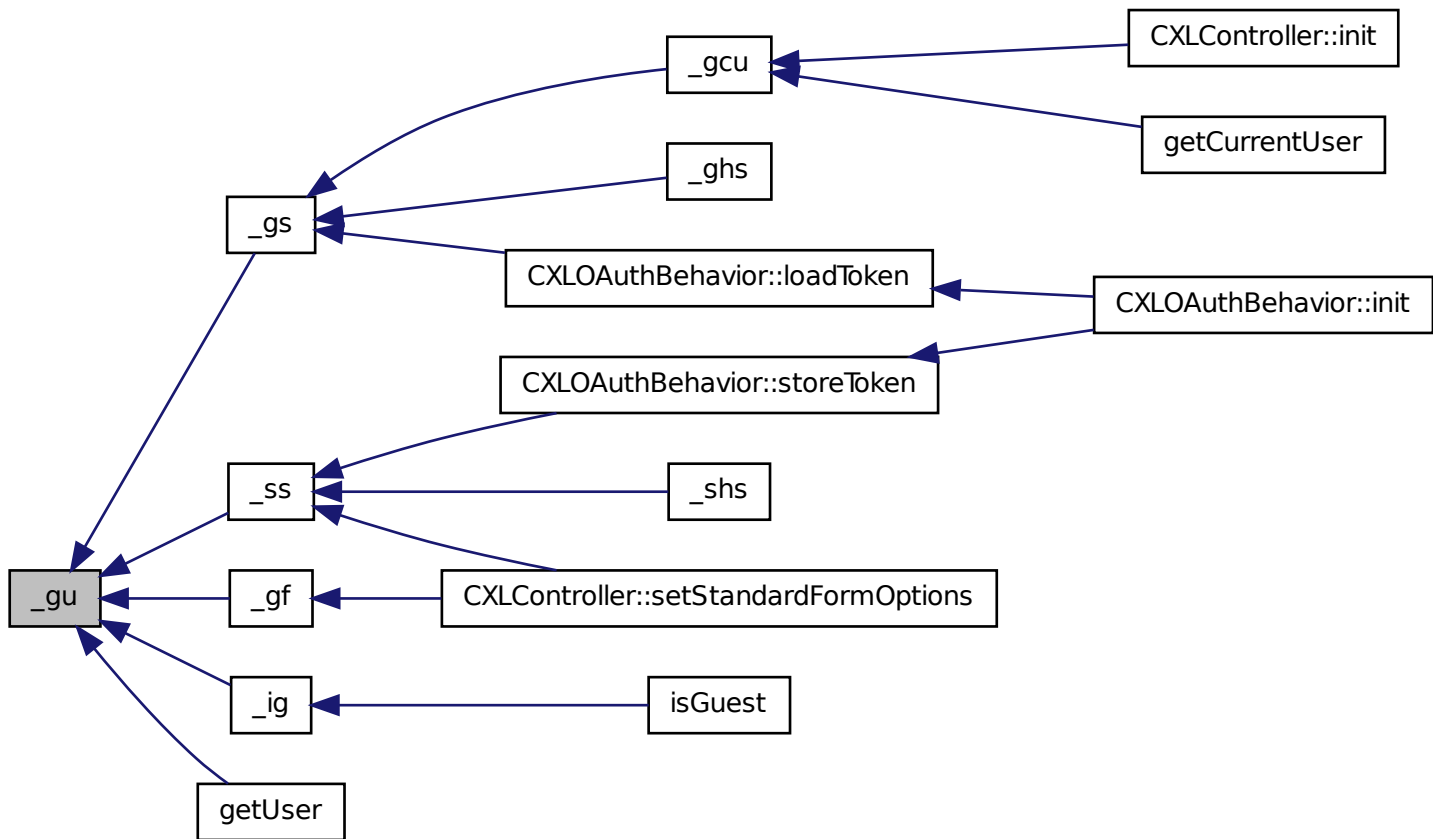 CXLController::init
_gcu
getCurrentUser
_ghs
_gs
CXLOAuthBehavior::loadToken
CXLOAuthBehavior::init
CXLOAuthBehavior::storeToken
_ss
_shs
_gu
_gf
CXLController::setStandardFormOptions
_ig
isGuest
getUser